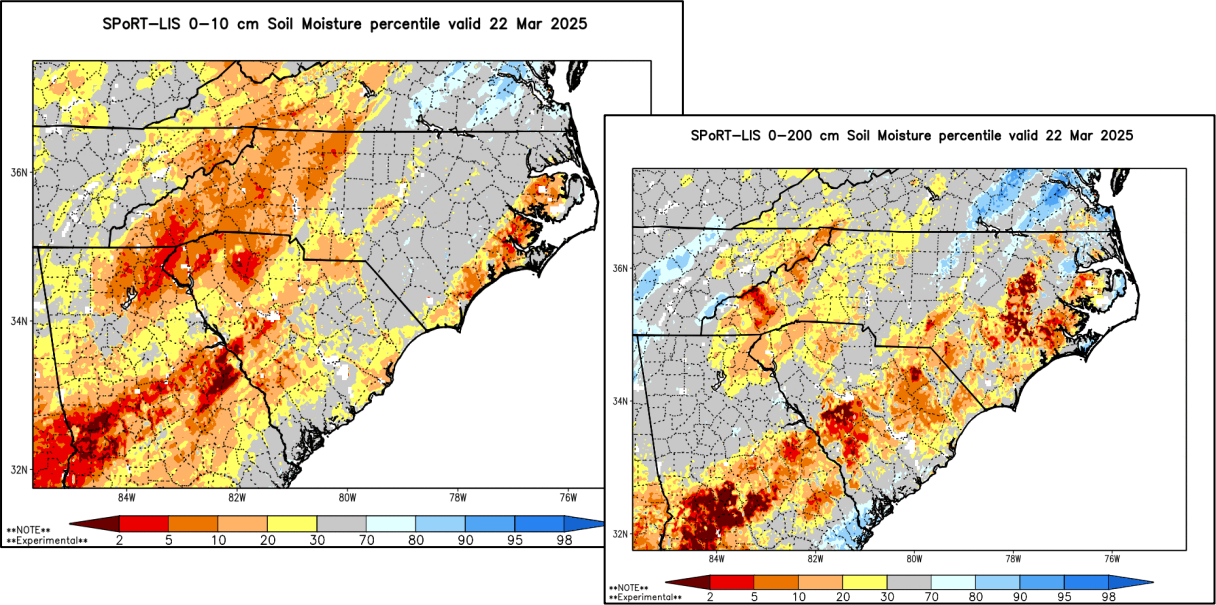 SPoRT-LIS 0-10 cm Soil Moisture percentile valid 22 Mar 2025
36N
34N
32N
84W 82W 80W 78W 76W
**NOTE**
**Experimental**
2 5 10 20 30 70 80 90 95 98
SPoRT-LIS 0-200 cm Soil Moisture percentile valid 22 Mar 2025
36N
34N
32N
84W 82W 80W 78W 76W
**NOTE**
**Experimental**
2 5 10 20 30 70 80 90 95 98